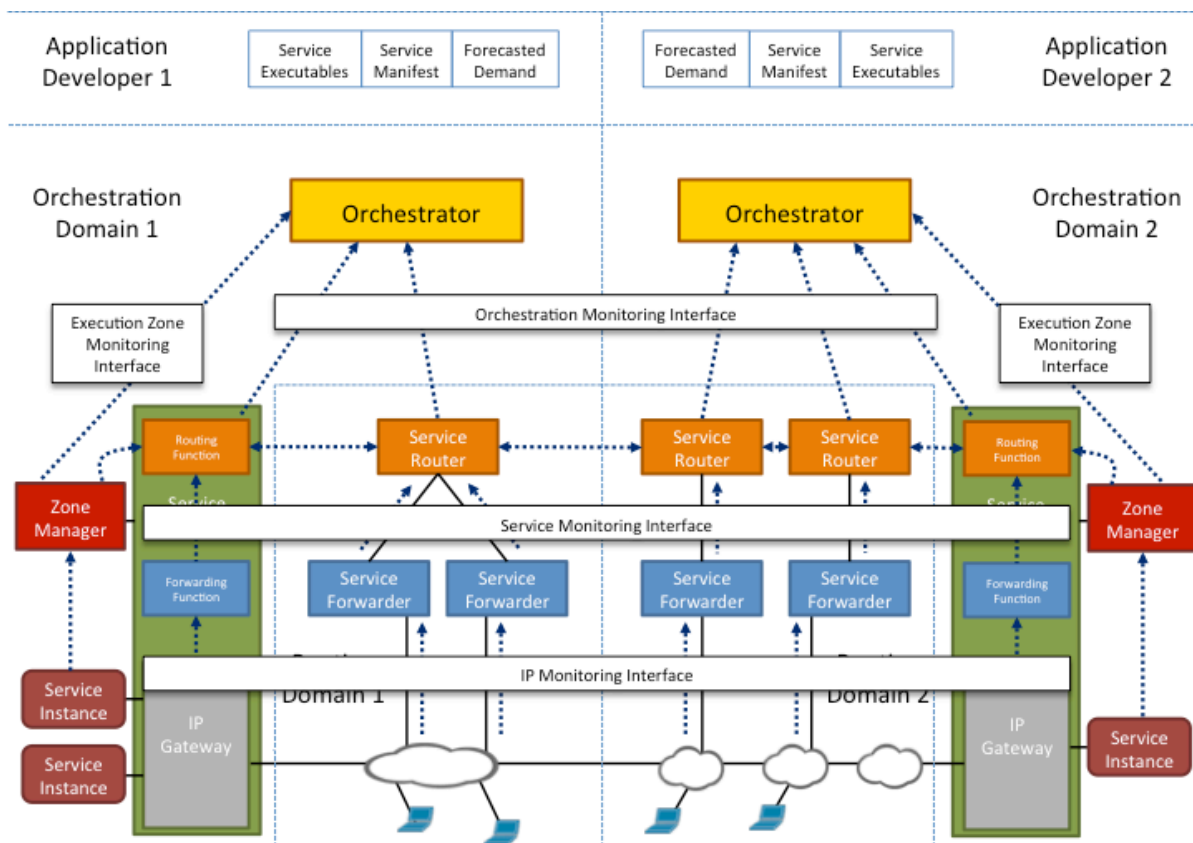 Application
Developer 1
Service
Executables
Service
Manifest
Forecasted
Demand
Forecasted
Demand
Service
Manifest
Service
Executables
Application
Developer 2
Orchestration
Domain 1
Orchestrator
Orchestrator
Orchestration
Domain 2
Execution Zone
Monitoring
Interface
Orchestration Monitoring Interface
Execution Zone
Monitoring
Interface
Routing
Function
Service
Router
Service
Router
Service
Router
Routing
Function
Zone
Manager
Service
Service
Zone
Manager
Service Monitoring Interface
Forwarding
Function
Service
Forwarder
Service
Forwarder
Service
Forwarder
Service
Forwarder
Forwarding
Function
IP Monitoring Interface
Service
Instance
Domain 1
Domain 2
IP
Gateway
IP
Gateway
Service
Instance
Service
Instance